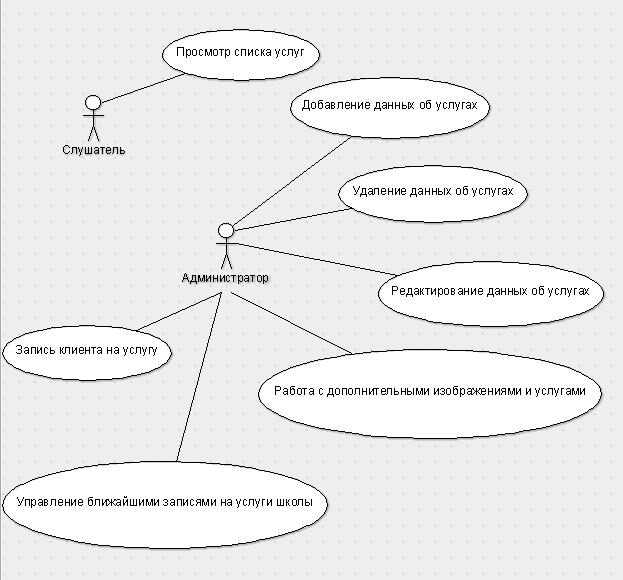 Просмотр списка услуг
Добавление данных об услугах
Слушатель
Удаление данных об услугах
Администратор
Редактирование данных об услугах
Запись клиента на услугу
Работа с дополнительными изображениями и услугами
Управление ближайшими записями на услуги школы